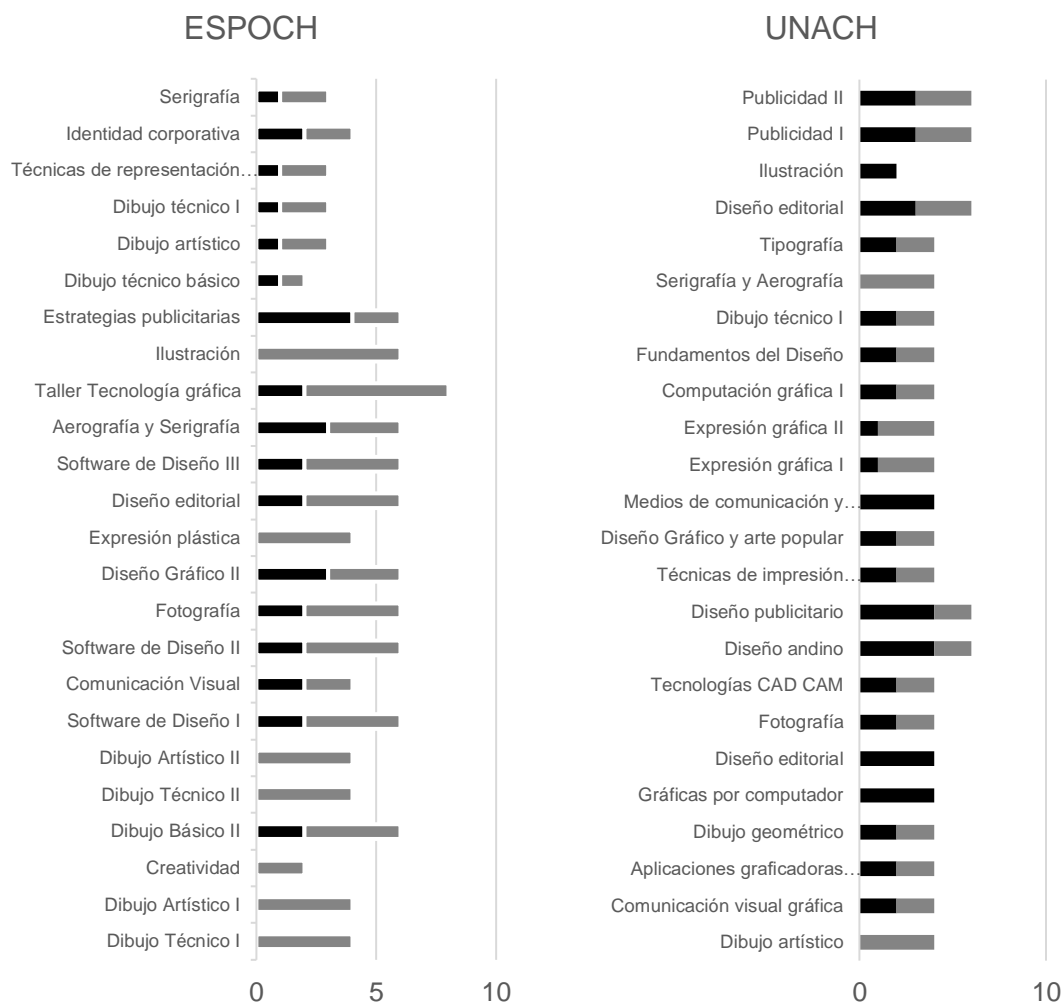 ESPOCH
Serigrafía
Identidad corporativa
Técnicas de representación…
Dibujo técnico I
Dibujo artístico
Dibujo técnico básico
Estrategias publicitarias
Ilustración
Taller Tecnología gráfica
Aerografía y Serigrafía
Software de Diseño III
Diseño editorial
Expresión plástica
Diseño Gráfico II
Fotografía
Software de Diseño II
Comunicación Visual
Software de Diseño I
Dibujo Artístico II
Dibujo Técnico II
Dibujo Básico II
Creatividad
Dibujo Artístico I
Dibujo Técnico I
0 5 10
UNACH
Publicidad II
Publicidad I
Ilustración
Diseño editorial
Tipografía
Serigrafía y Aerografía
Dibujo técnico I
Fundamentos del Diseño
Computación gráfica I
Expresión gráfica II
Expresión gráfica I
Medios de comunicación y…
Diseño Gráfico y arte popular
Técnicas de impresión…
Diseño publicitario
Diseño andino
Tecnologías CAD CAM
Fotografía
Diseño editorial
Gráficas por computador
Dibujo geométrico
Aplicaciones graficadoras…
Comunicación visual gráfica
Dibujo artístico
0 10